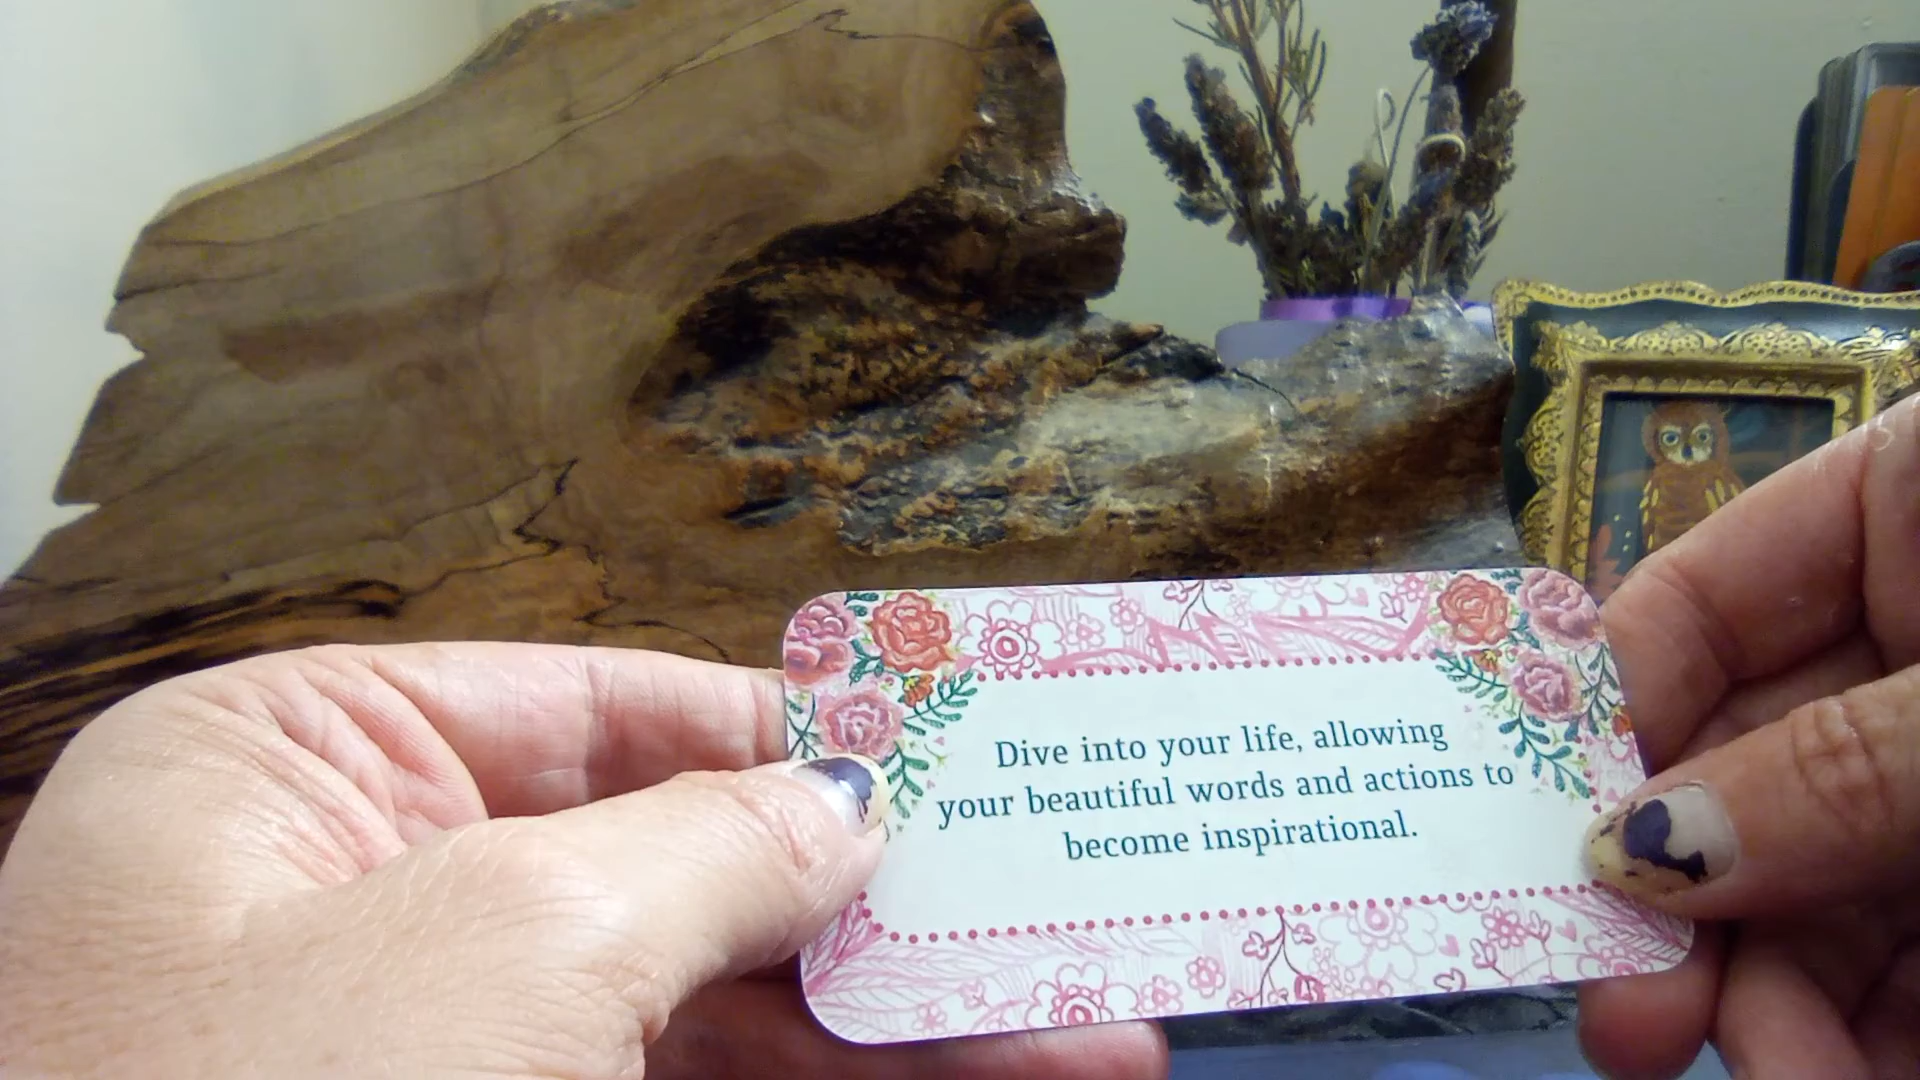 Dive into your life, allowing
your beautiful words and actions to
become inspirational.